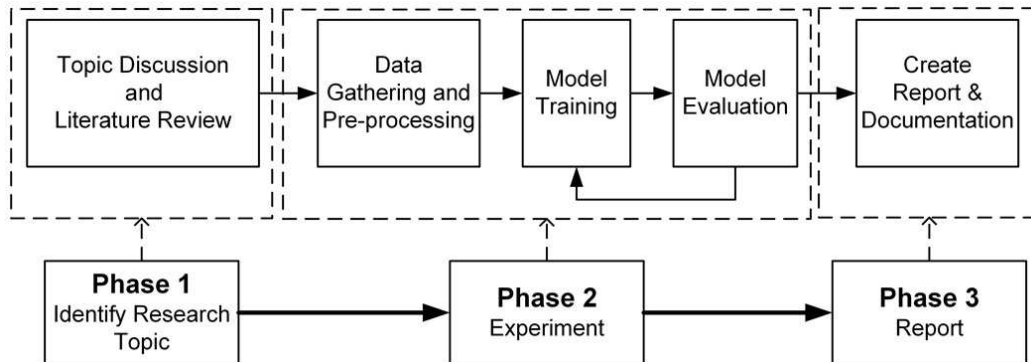 Topic Discussion
and
Literature Review
Data
Gathering and
Pre-processing
Model
Training
Model
Evaluation
Create
Report &
Documentation
Phase 1
Identify Research
Topic
Phase 2
Experiment
Phase 3
Report